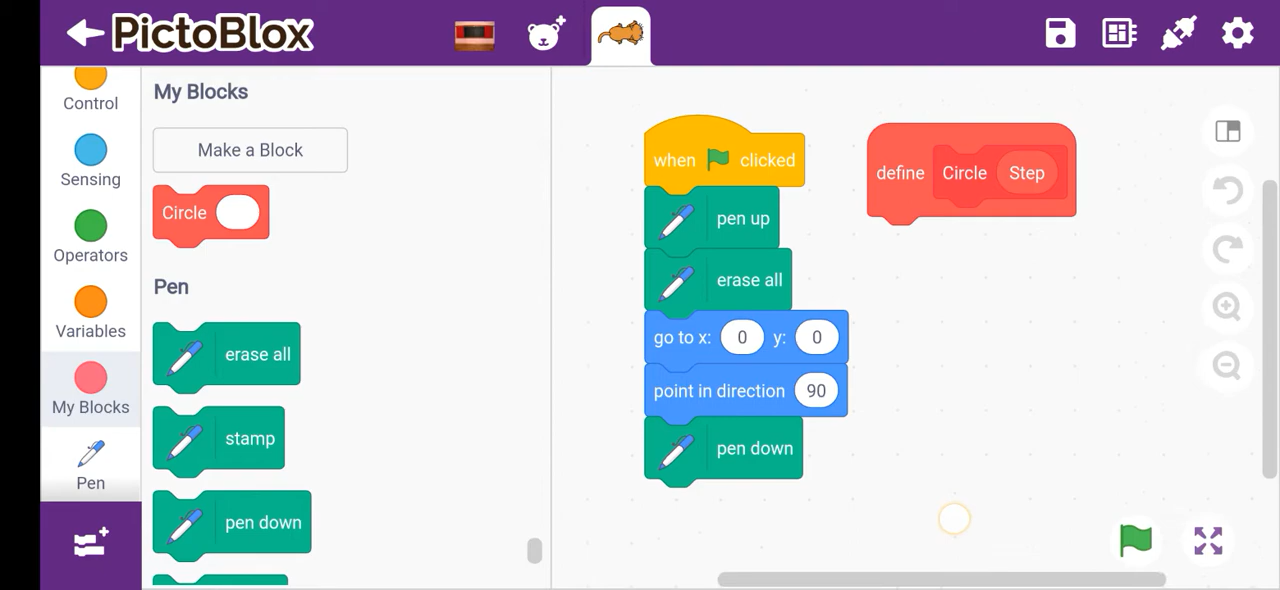 PictoBlox
Control
Sensing
Operators
Variables
My Blocks
Pen
My Blocks
Make a Block
Circle
Pen
erase all
stamp
pen down
when clicked
pen up
erase all
go to x: 0 y: 0
point in direction 90
pen down
define Circle Step